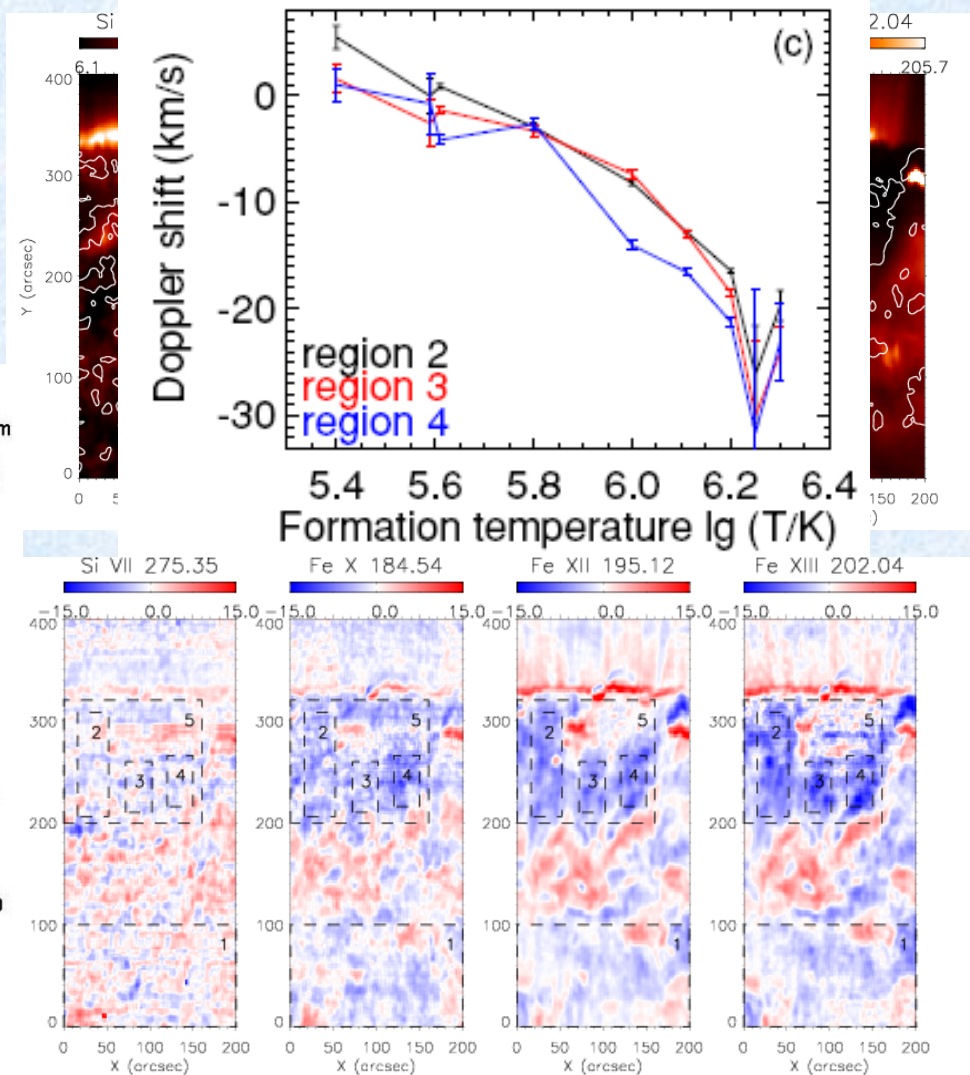 Si
6.1
400
300
200
100
0
Y (arcsec)
0
5
m
(c)
0
-10
-20
-30
Doppler shift (km/s)
region 2
region 3
region 4
5.4 5.6 5.8 6.0 6.2 6.4
Formation temperature lg (T/K)
2.04
205.7
150 200
Si VII 275.35 Fe X 184.54 Fe XII 195.12 Fe XIII 202.04
-15.0 0.0 15.0 -15.0 0.0 15.0 -15.0 0.0 15.0 -15.0 0.0 15.0
400 400 400 400
300 300 300 300
2 5 2 5 2 5 2 5
3 4 3 4 3 4 3 4
200 200 200 200
100 100 100 100
1 1 1 1
0 0 0 0
0 50 100 150 200 0 50 100 150 200 0 50 100 150 200 0 50 100 150 200
X (arcsec) X (arcsec) X (arcsec) X (arcsec)